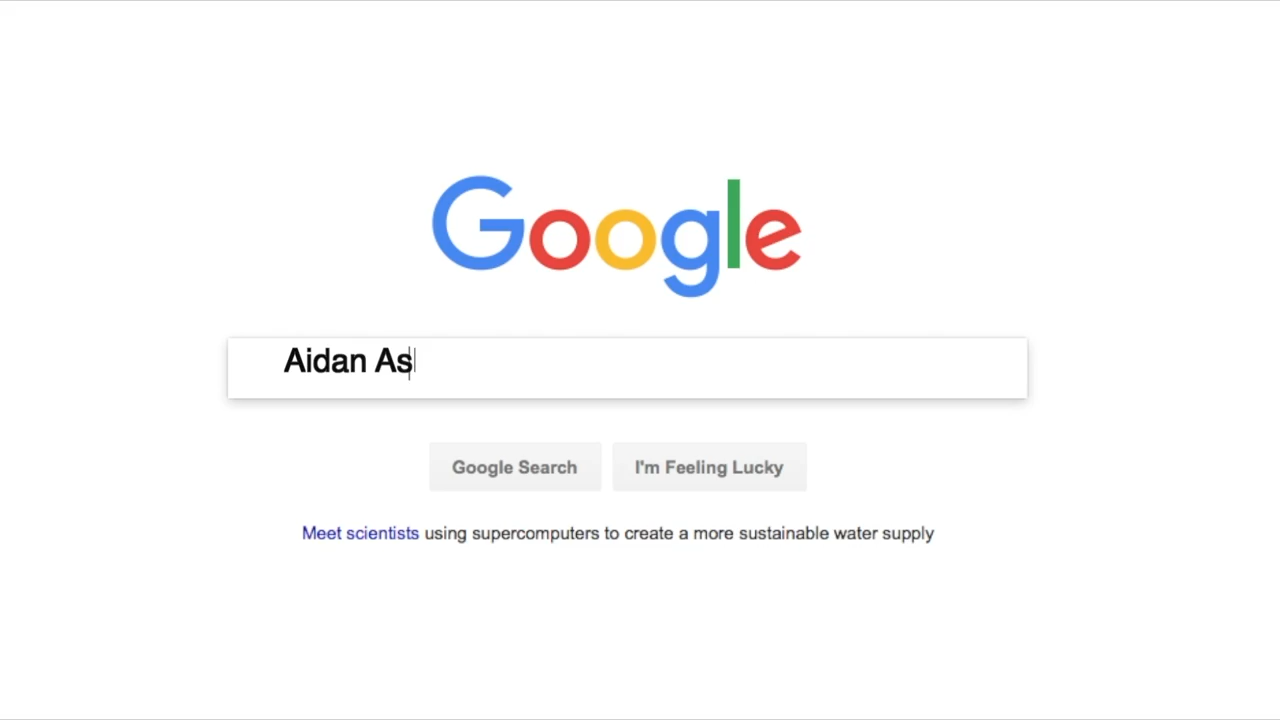 Google
Aidan As
Google Search
I'm Feeling Lucky
Meet scientists using supercomputers to create a more sustainable water supply